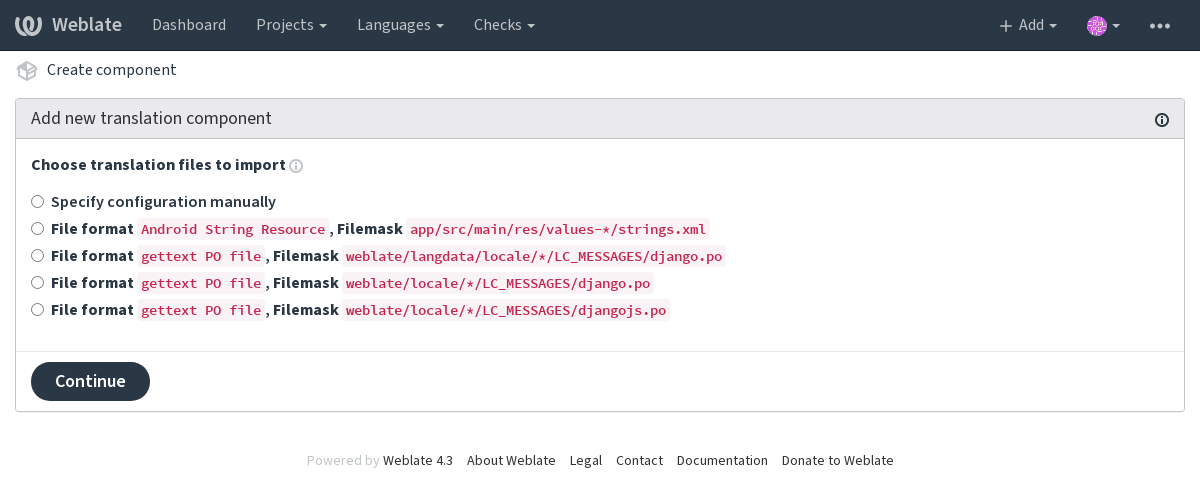 Weblate Dashboard Projects Languages Checks Add
Create component
Add new translation component
Choose translation files to import
Specify configuration manually
File format Android String Resource, Filemask app/src/main/res/values-*/strings.xml
File format gettext PO file, Filemask weblate/langdata/locale/*/LC_MESSAGES/django.po
File format gettext PO file, Filemask weblate/locale/*/LC_MESSAGES/django.po
File format gettext PO file, Filemask weblate/locale/*/LC_MESSAGES/djangojs.po
Continue
Powered by Weblate 4.3 About Weblate Legal Contact Documentation Donate to Weblate